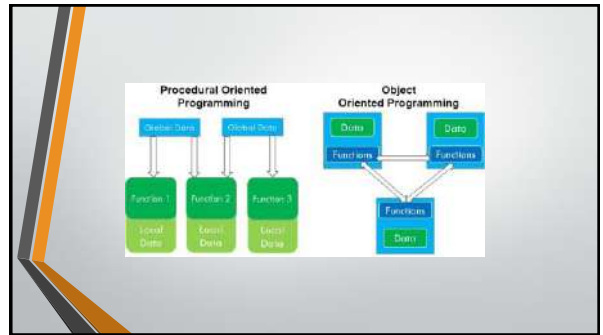 Procedural Oriented
Programming
Global Data
Global Data
Function 1
Function 2
Function 3
Local
Data
Local
Data
Local
Data
Object
Oriented Programming
Data
Functions
Data
Functions
Functions
Data